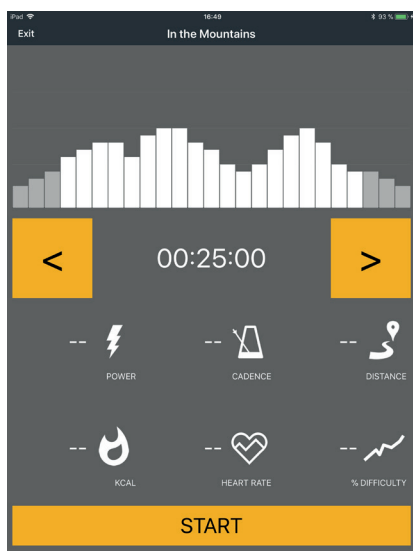 iPad 16:49 93 %
Exit In the Mountains
< 00:25:00 >
-- -- --
POWER CADENCE DISTANCE
-- -- --
KCAL HEART RATE % DIFFICULTY
START